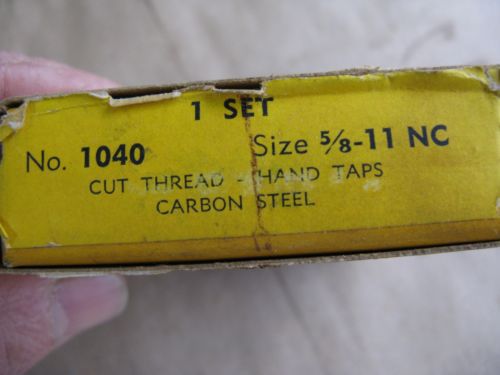 1 SET
No. 1040 Size 5/8-11 NC
CUT THREAD - HAND TAPS
CARBON STEEL